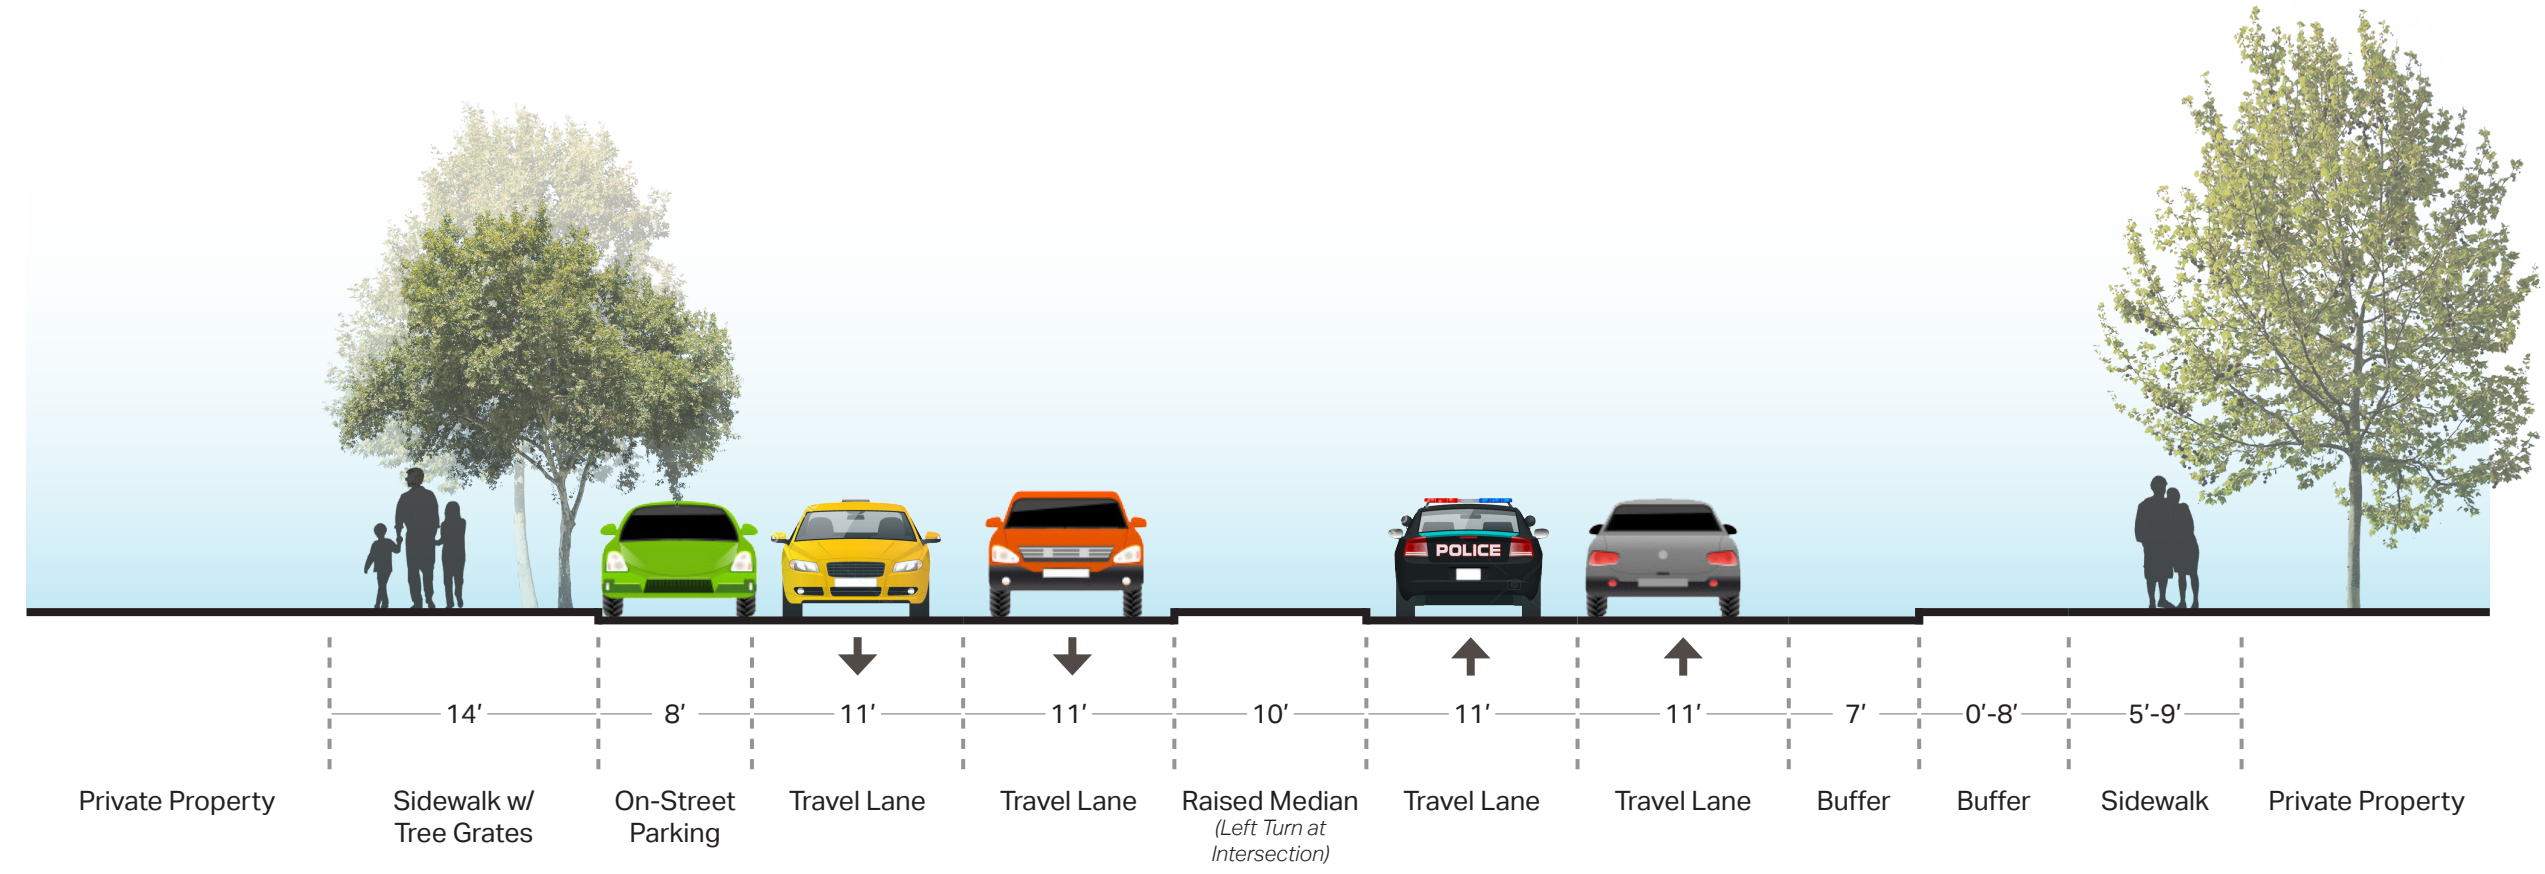 POLICE
14’
8’
11’
11’
10’
11’
11’
7’
0’-8’
5’-9’
Private Property
Sidewalk w/
Tree Grates
On-Street
Parking
Travel Lane
Travel Lane
Raised Median
(Left Turn at
Intersection)
Travel Lane
Travel Lane
Buffer
Buffer
Sidewalk
Private Property